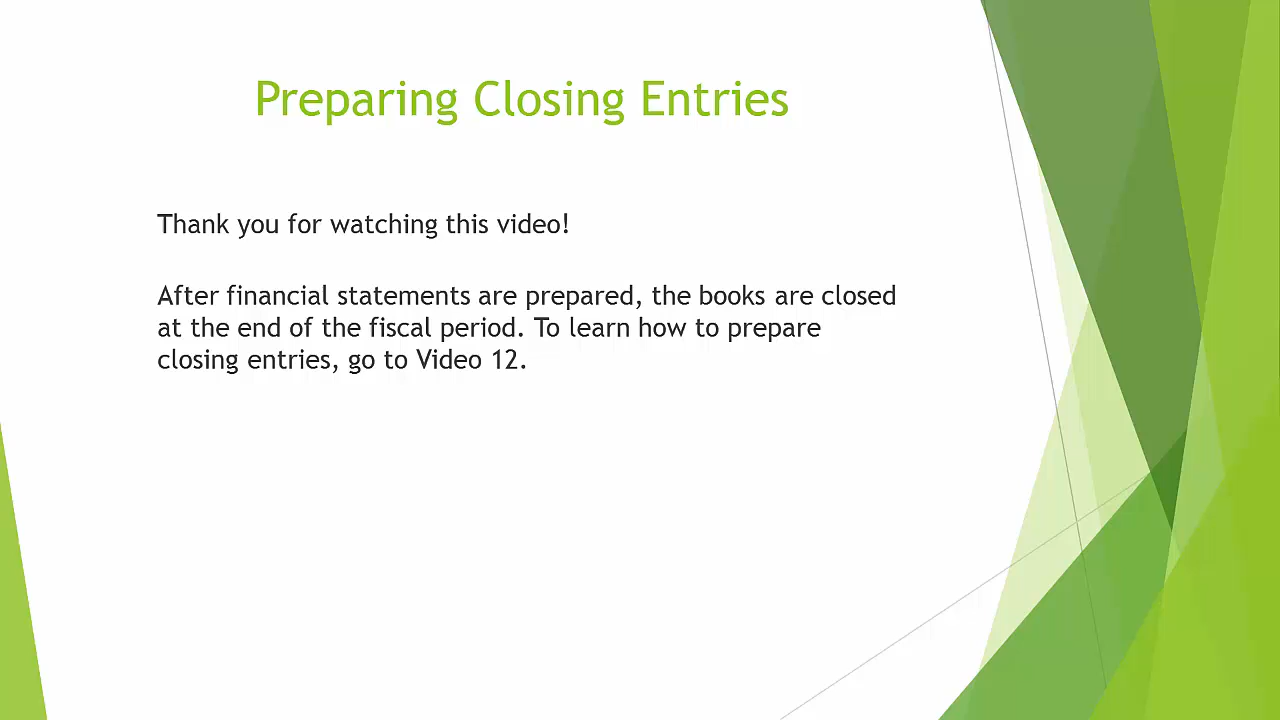 Preparing Closing Entries
Thank you for watching this video!
After financial statements are prepared, the books are closed
at the end of the fiscal period. To learn how to prepare
closing entries, go to Video 12.